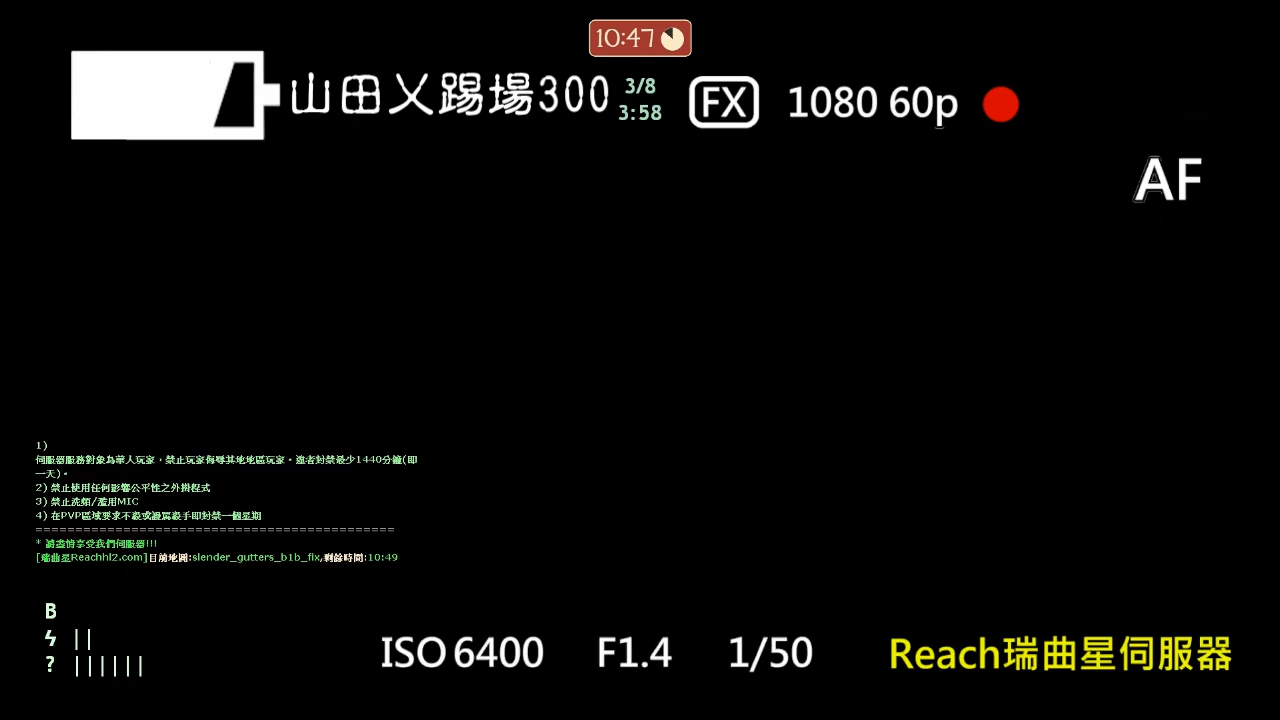 10:47
山田乂踢場300
3/8
3:58
FX
1080 60p
AF
1)
伺服器服務對象為華人玩家，禁止玩家侮辱其地地區玩家。違者封禁最少1440分鐘(即
一天)。
2) 禁止使用任何影響公平性之外掛程式
3) 禁止洗頻/濫用MIC
4) 在PVP區域要求不殺或謾罵殺手即封禁一個星期
=============================================
* 請盡情享受我們伺服器!!!
[瑞曲星Reachhl2.com]目前地圖:slender_gutters_b1b_fix,剩餘時間:10:49
B
ϟ ||
? ||||||
ISO 6400
F1.4
1/50
Reach瑞曲星伺服器